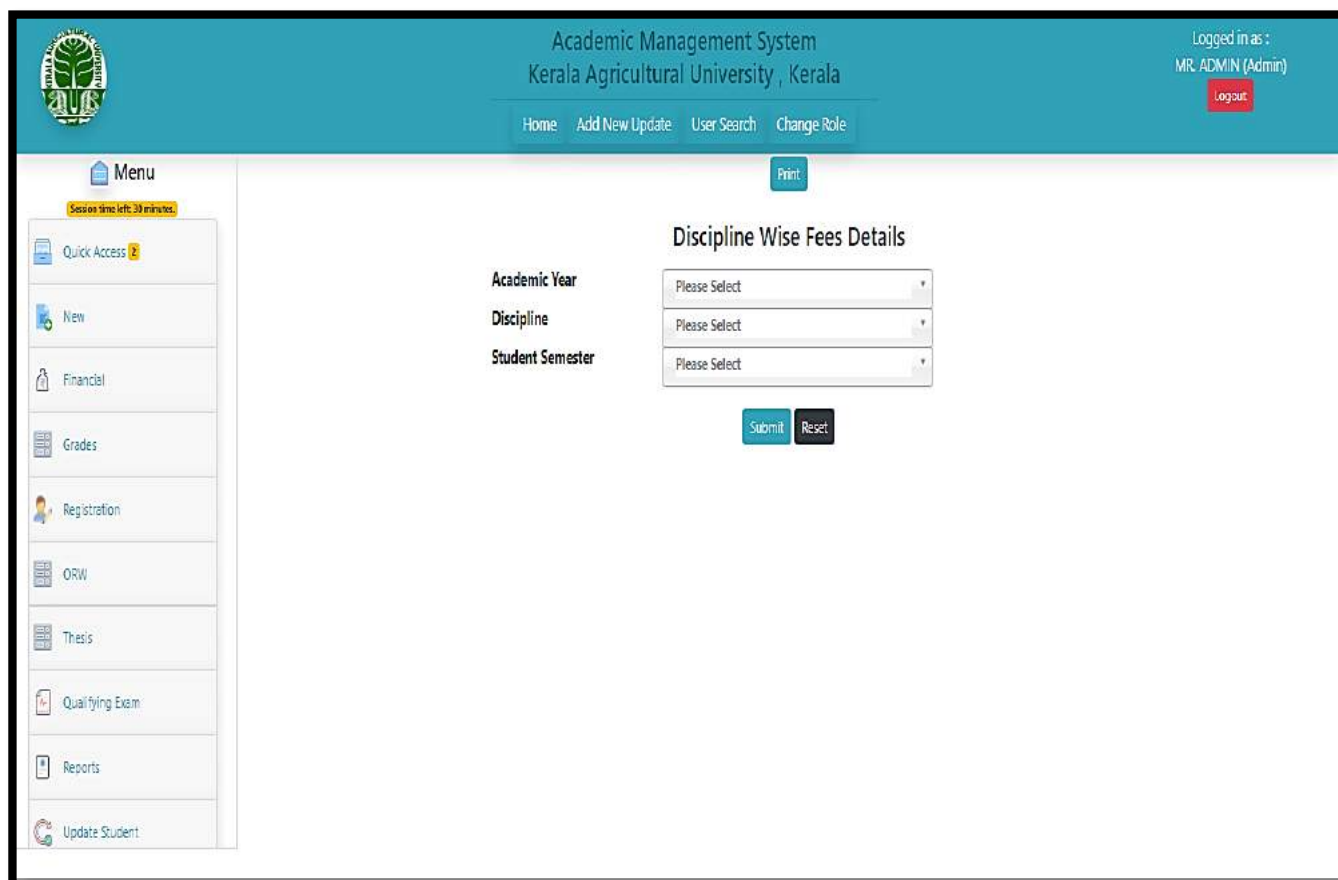 KERALA AGRICULTURAL UNIVERSITY
Academic Management System
Kerala Agricultural University , Kerala
Home Add New Update User Search Change Role
Logged in as :
MR. ADMIN (Admin)
Logout
Menu
Session time left: 30 minutes.
Quick Access 2
New
Financial
Grades
Registration
ORW
Thesis
Qualifying Exam
Reports
Update Student
Print
Discipline Wise Fees Details
Academic Year Please Select
Discipline Please Select
Student Semester Please Select
Submit Reset